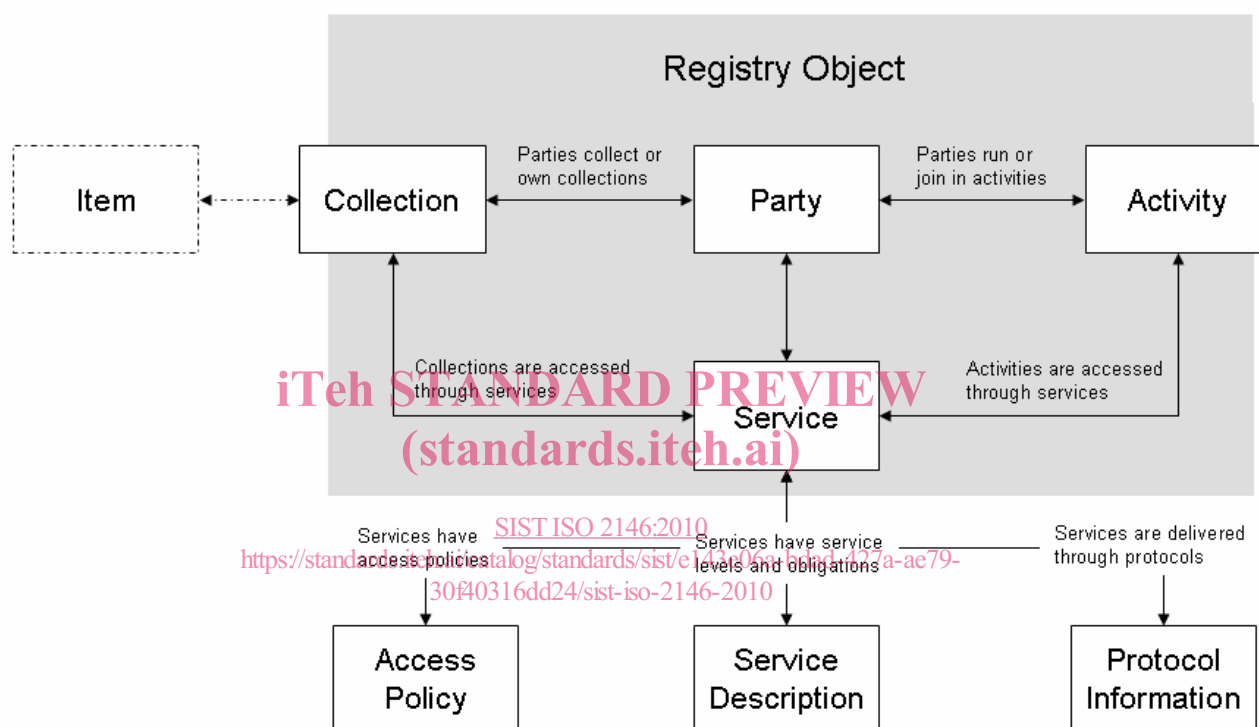 Registry Object
Item
Collection
Parties collect or
own collections
Party
Parties run or
join in activities
Activity
Collections are accessed
through services
Activities are accessed
through services
Service
iTeh STANDARD PREVIEW
(standards.iteh.ai)
SIST ISO 2146:2010
Services have
access policies
Services have service
levels and obligations
Services are delivered
through protocols
30f40316dd24/sist-iso-2146-2010
Access
Policy
Service
Description
Protocol
Information